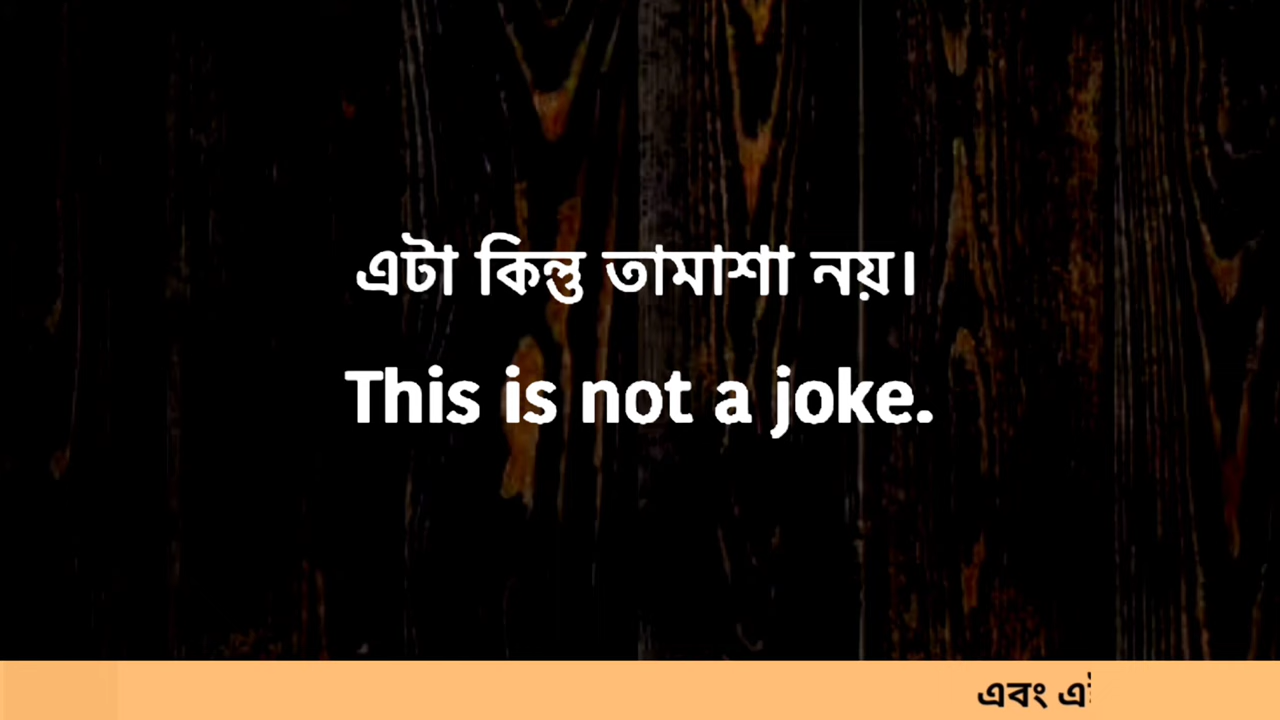 এটা কিন্তু তামাশা নয়।
This is not a joke.
এবং